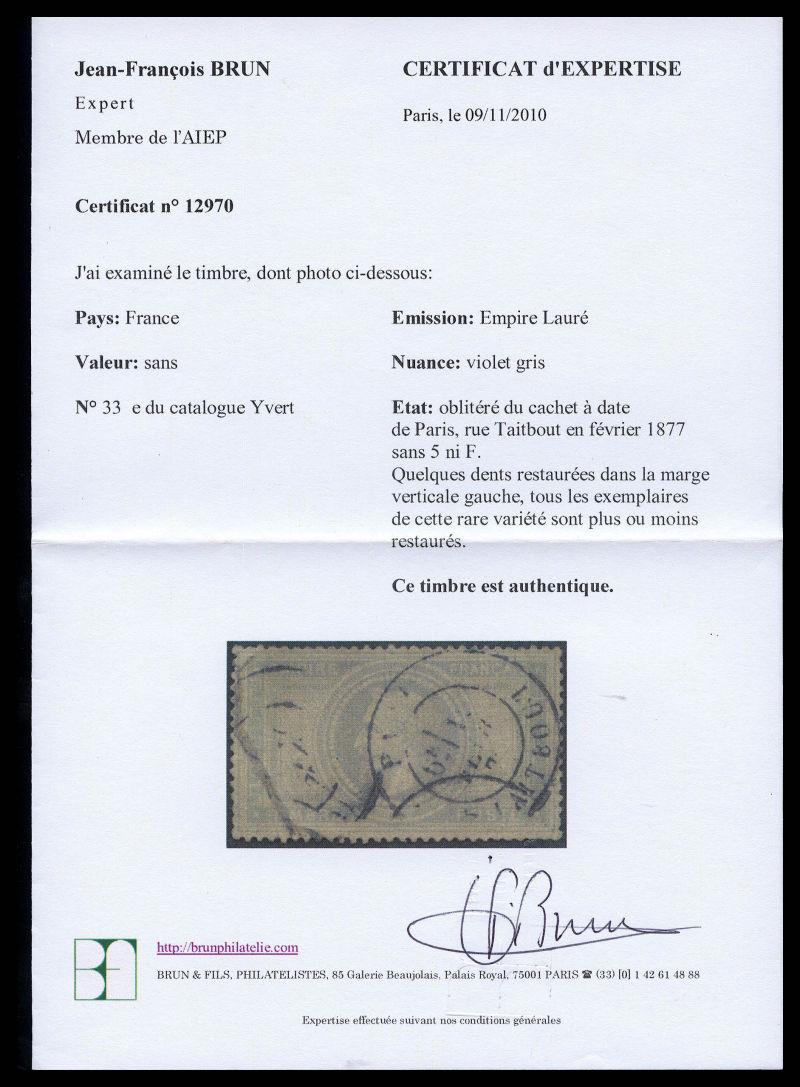 Jean-François BRUN
CERTIFICAT d'EXPERTISE
Expert
Paris, le 09/11/2010
Membre de l'AIEP
Certificat n° 12970
J'ai examiné le timbre, dont photo ci-dessous:
Pays: France
Emission: Empire Lauré
Valeur: sans
Nuance: violet gris
N° 33 e du catalogue Yvert
Etat: oblitéré du cachet à date
de Paris, rue Taitbout en février 1877
sans 5 ni F.
Quelques dents restaurées dans la marge
verticale gauche, tous les exemplaires
de cette rare variété sont plus ou moins
restaurés.
Ce timbre est authentique.
Brun
http://brunphilatelie.com
BRUN & FILS, PHILATELISTES, 85 Galerie Beaujolais, Palais Royal, 75001 PARIS ☎ (33) [0] 1 42 61 48 88
Expertise effectuée suivant nos conditions générales